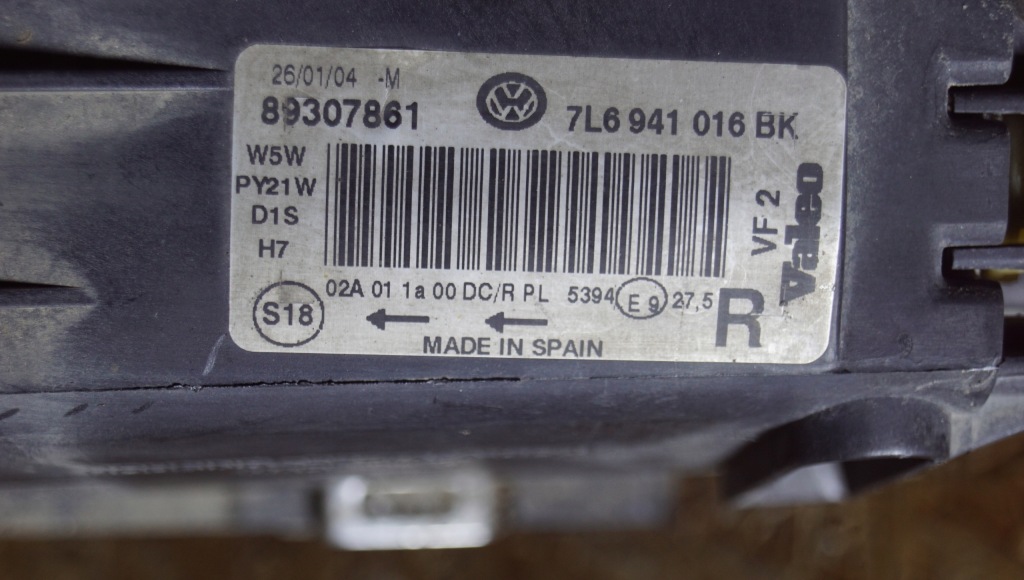 26/01/04 -M
89307861
7L6 941 016 BK
W5W
PY21W
D1S
H7
VF 2
Valeo
S18
02A 01 1a 00 DC/R PL 5394 E 9 27,5
R
MADE IN SPAIN